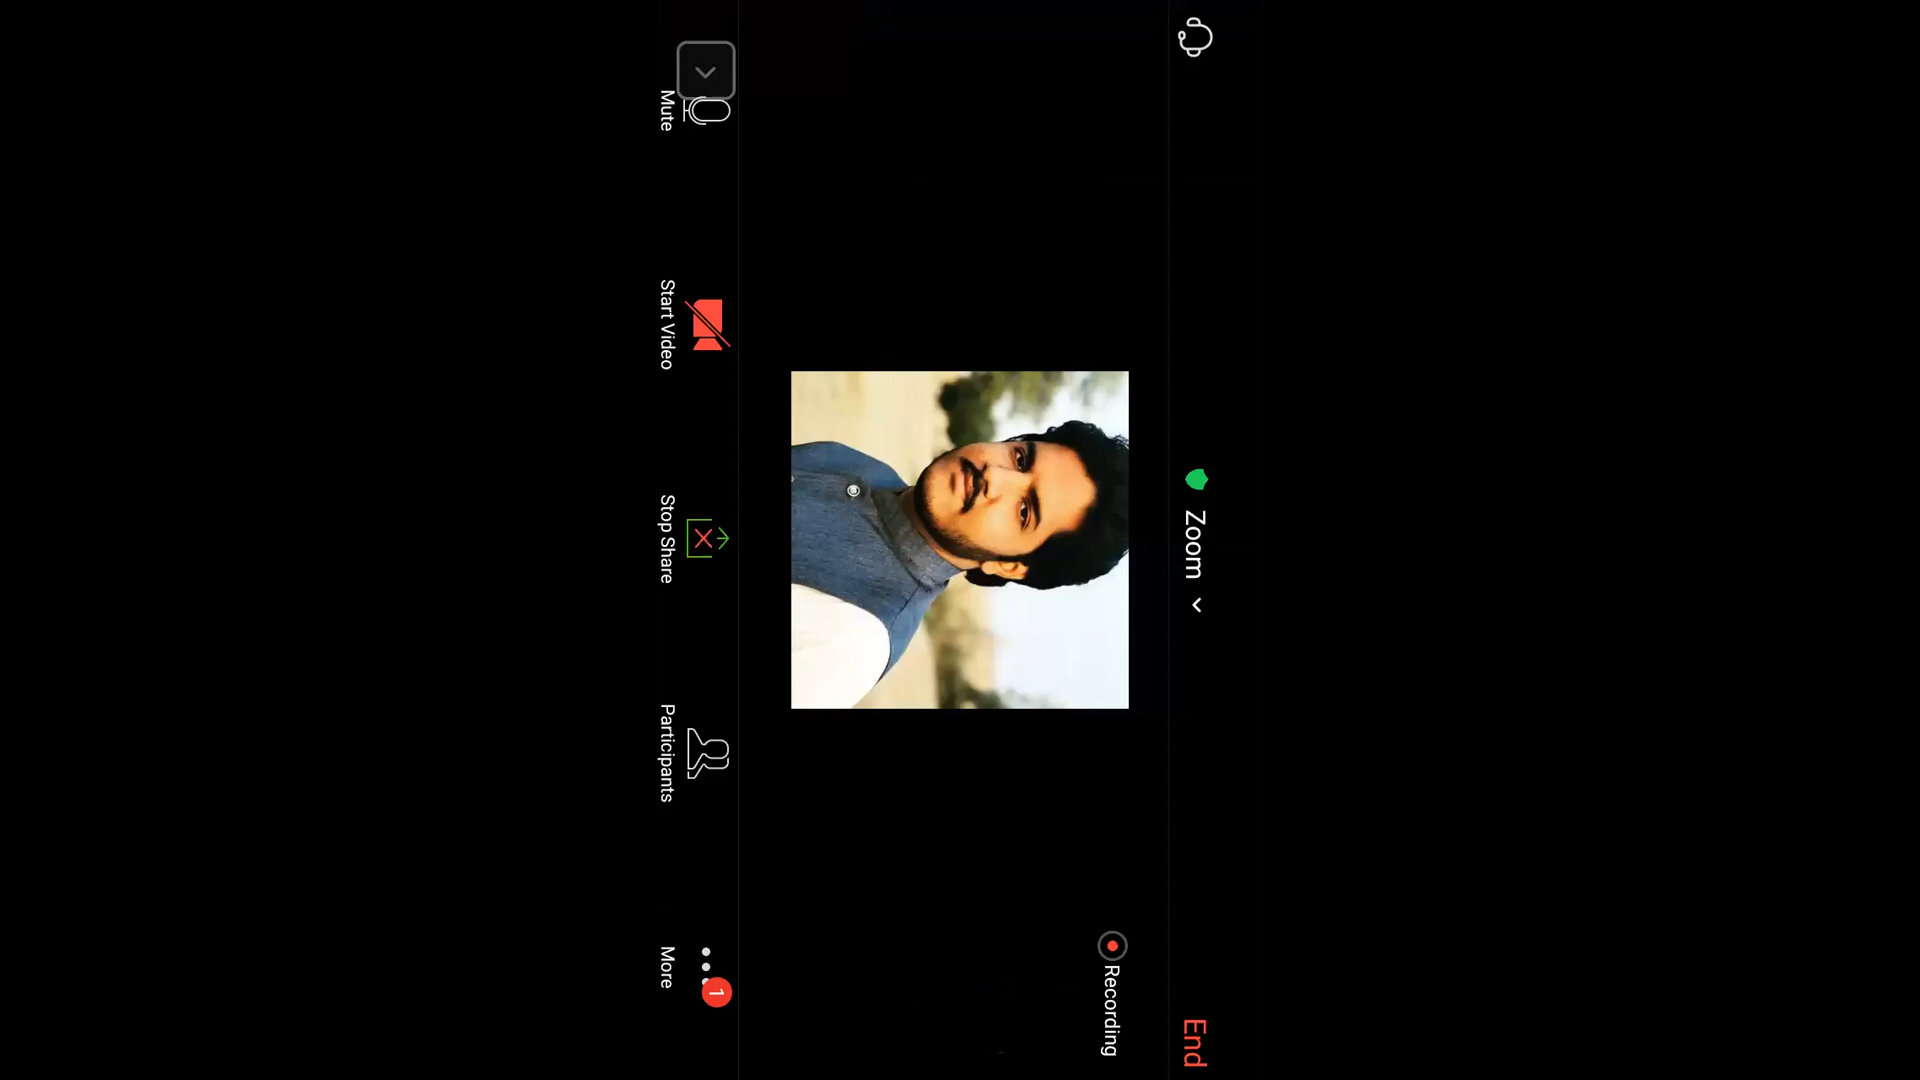 Zoom
End
Recording
Mute
Start Video
Stop Share
Participants
More
1